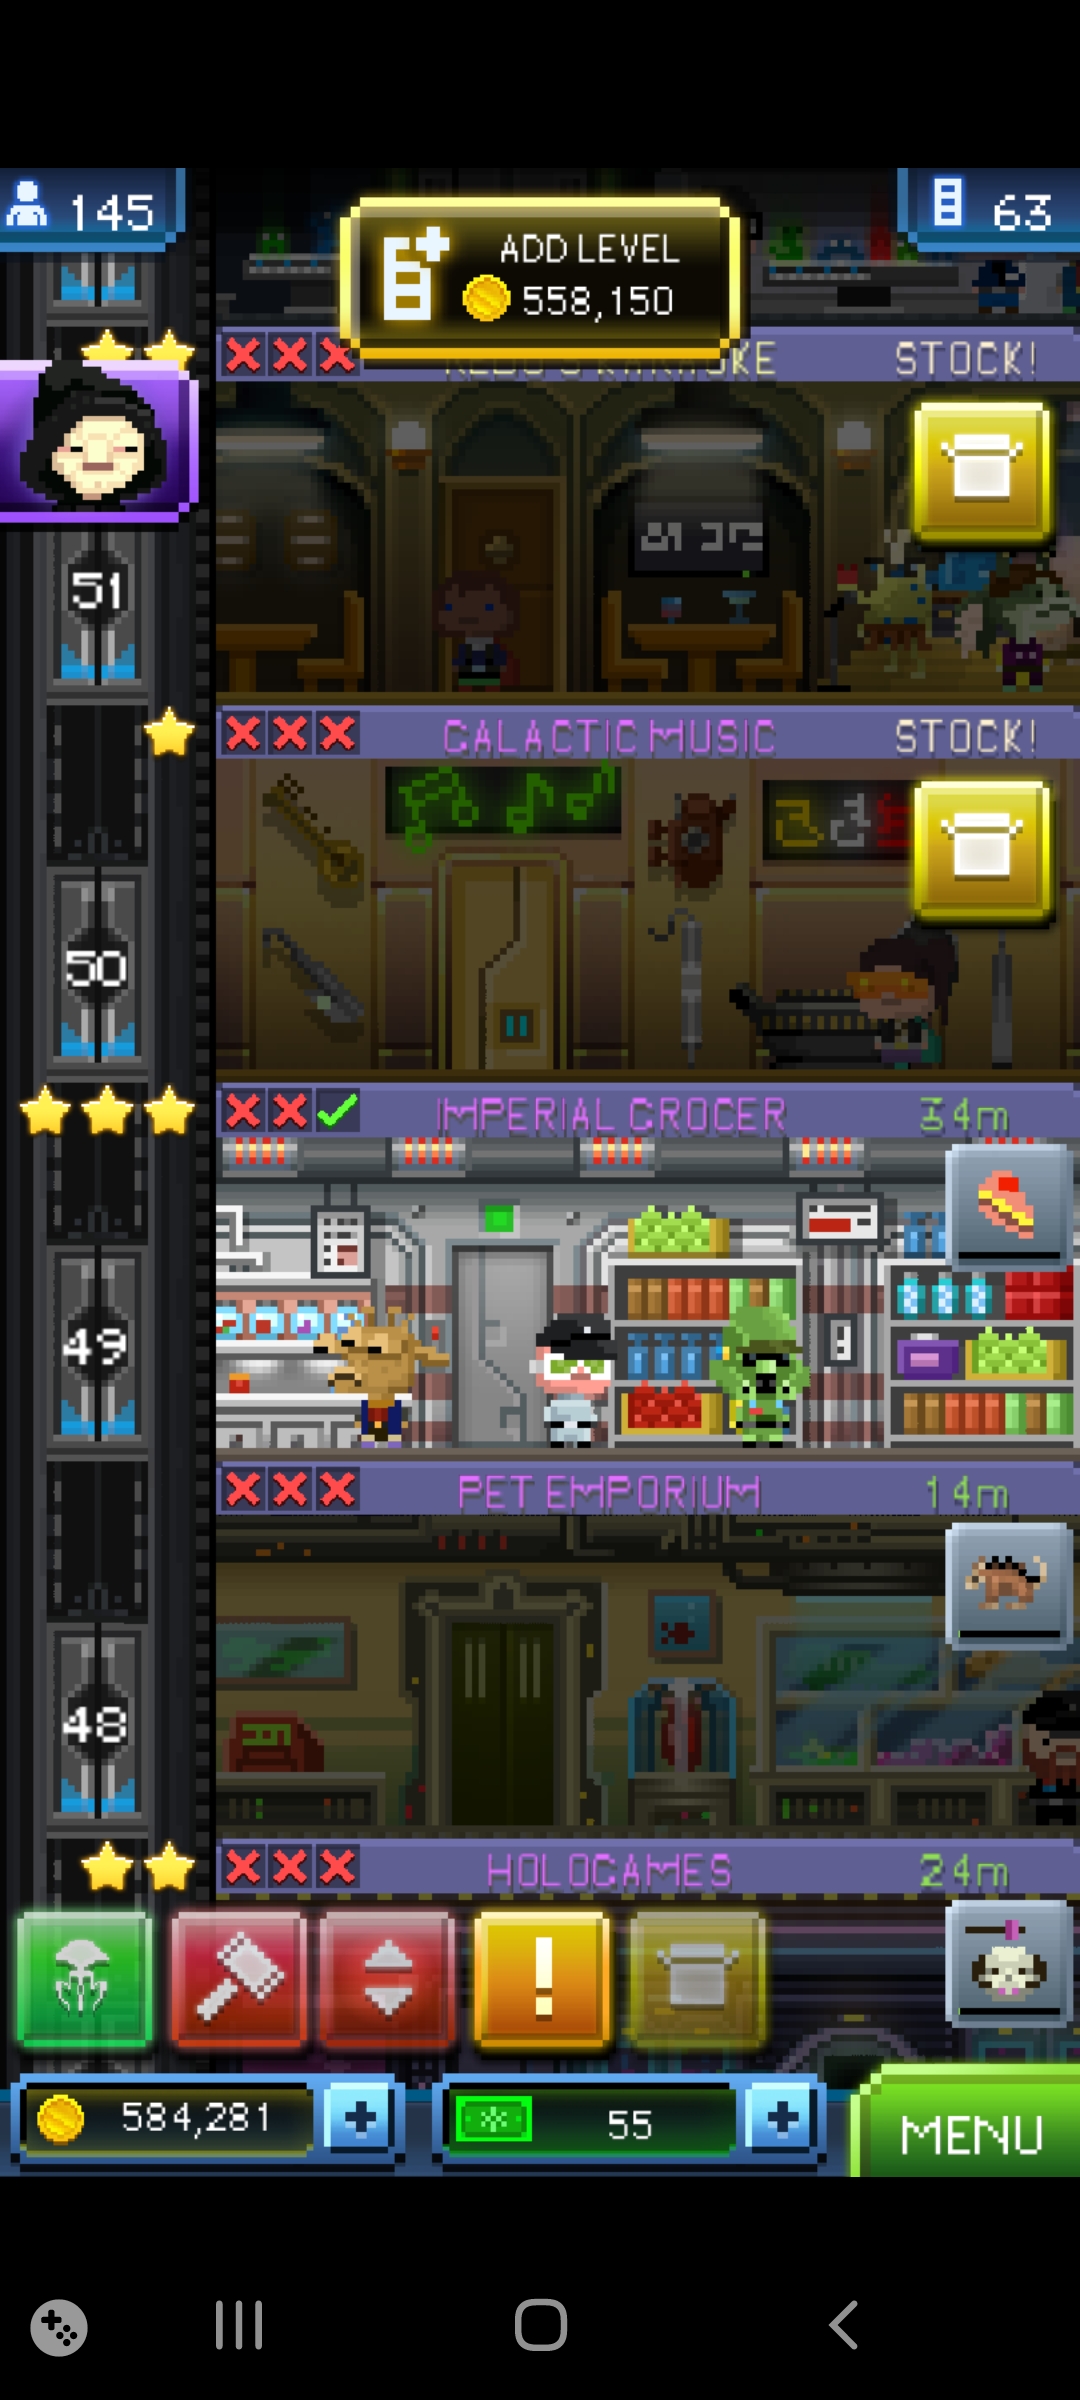 145
63
ADD LEVEL
558,150
STOCK!
51
GALACTIC MUSIC
STOCK!
50
IMPERIAL GROCER
34m
49
PET EMPORIUM
14m
48
HOLOGAMES
24m
584,281
55
MENU